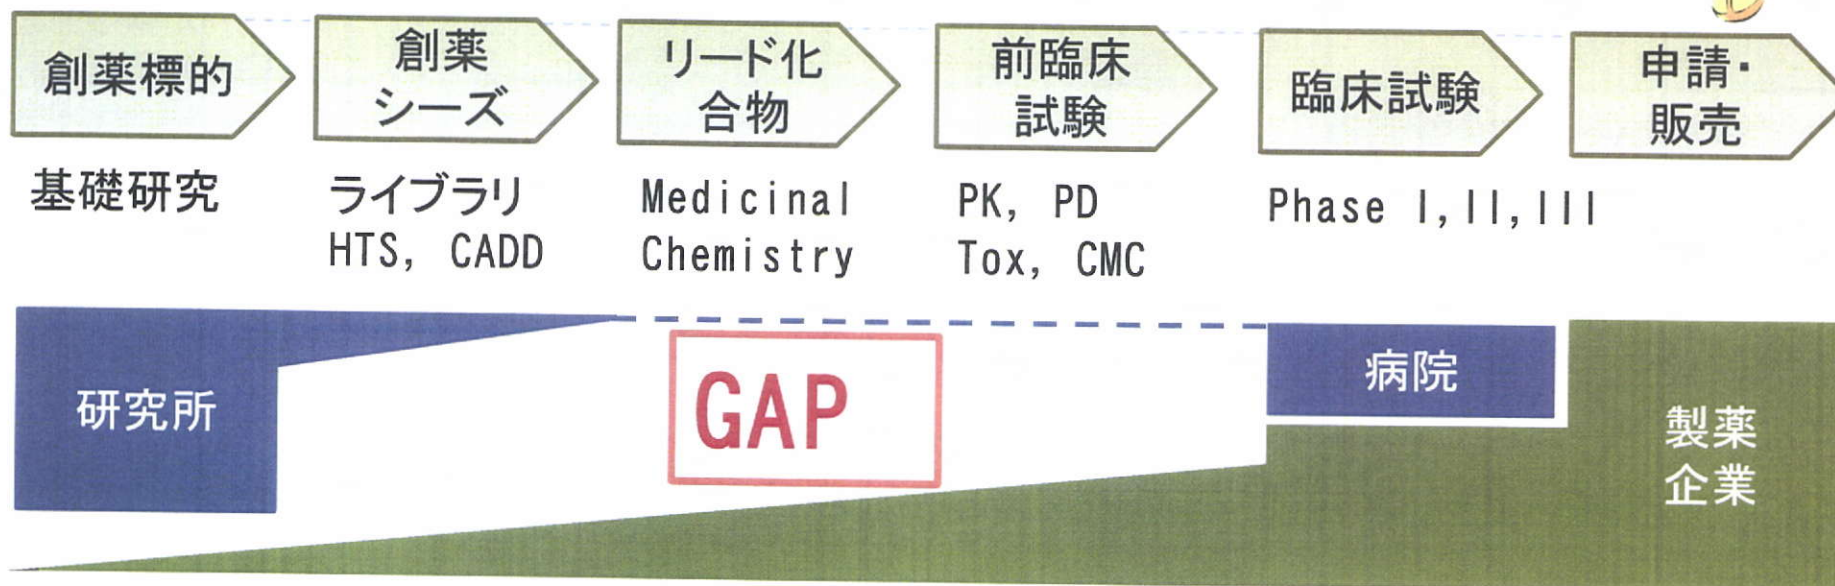 創薬標的
創薬
シーズ
リード化
合物
前臨床
試験
臨床試験
申請・
販売
基礎研究
ライブラリ
HTS, CADD
Medicinal
Chemistry
PK, PD
Tox, CMC
Phase I,II,III
研究所
GAP
病院
製薬
企業